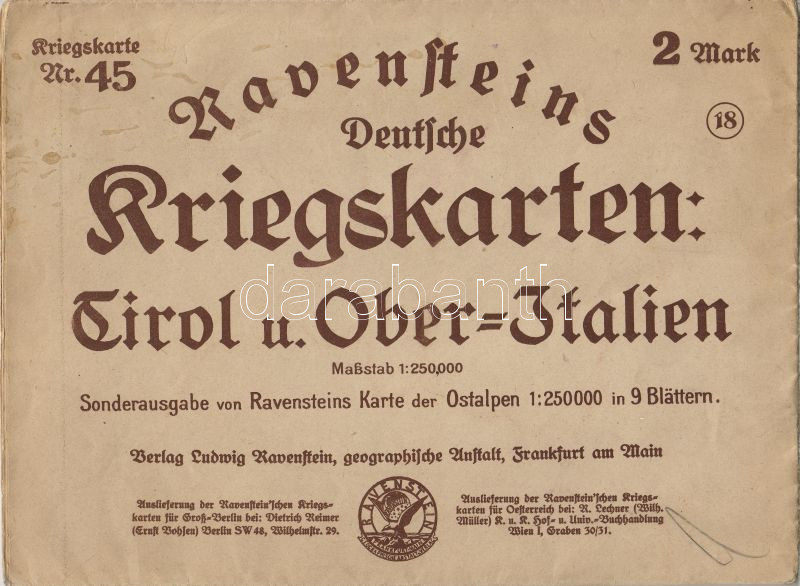 Kriegskarte
Nr. 45
2 Mark
18
Ravensteins
Deutsche
Kriegskarten:
Tirol u. Ober=Italien
darabanth
Maßstab 1:250,000
Sonderausgabe von Ravensteins Karte der Ostalpen 1:250000 in 9 Blättern.
Verlag Ludwig Ravenstein, geographische Anstalt, Frankfurt am Main
Auslieferung der Ravenstein'schen Kriegs-
karten für Groß-Berlin bei: Dietrich Reimer
(Ernst Vohsen) Berlin SW 48, Wilhelmstr. 29.
RAVENSTEIN
Auslieferung der Ravenstein'schen Kriegs-
karten für Oesterreich bei: R. Lechner (Wilh.
Müller) K. u. K. Hof- u. Univ.-Buchhandlung
Wien I, Graben 30/31.